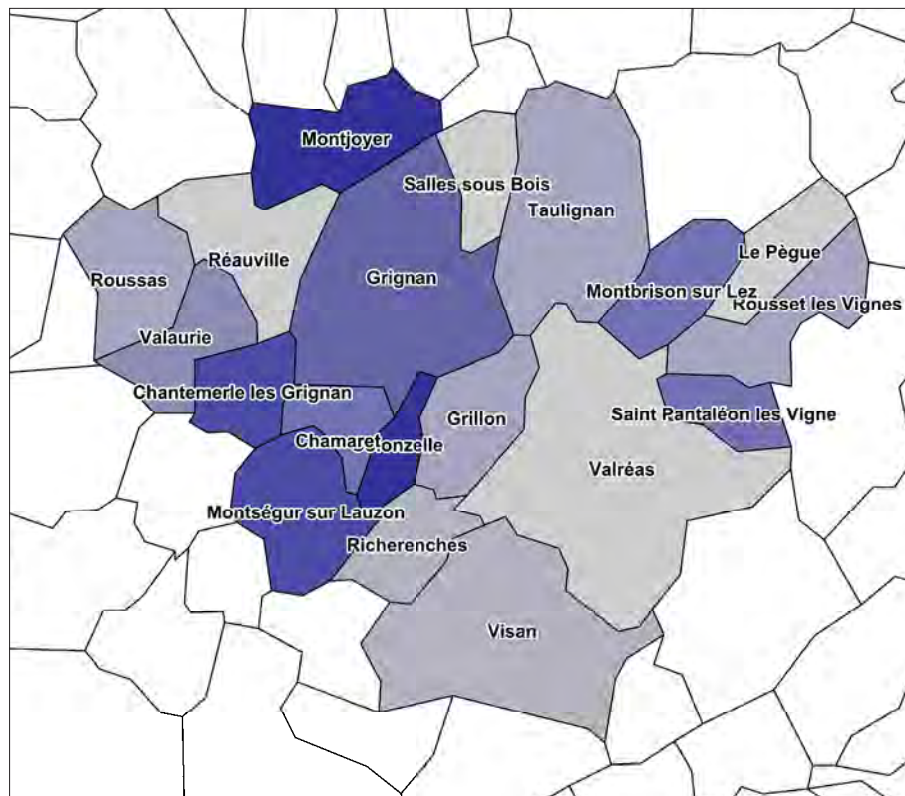 Montjoyer
Salles sous Bois
Taulignan
Réauville
Le Pègue
Roussas
Grignan
Montbrison sur Lez
Rousset les Vignes
Valaurie
Chantemerle les Grignan
Grillon
Saint Pantaléon les Vigne
Chamaret
lonzelle
Valréas
Montségur sur Lauzon
Richerenches
Visan